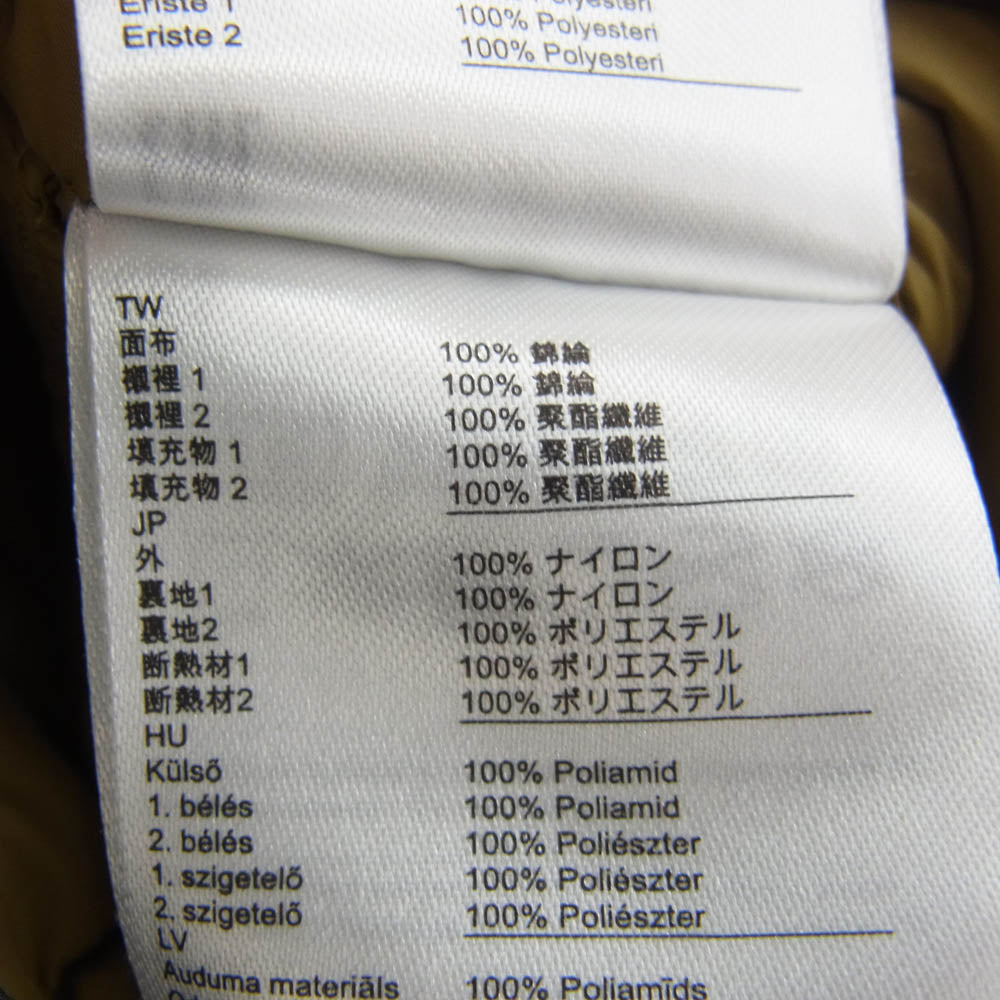 Eriste 1 Polyesteri
Eriste 2 100% Polyesteri
100% Polyesteri
TW
面布 100% 錦綸
襯裡 1 100% 錦綸
襯裡 2 100% 聚酯纖維
填充物 1 100% 聚酯纖維
填充物 2 100% 聚酯纖維
JP
外 100% ナイロン
裏地1 100% ナイロン
裏地2 100% ポリエステル
断熱材1 100% ポリエステル
断熱材2 100% ポリエステル
HU
Külső 100% Poliamid
1. bélés 100% Poliamid
2. bélés 100% Poliészter
1. szigetelő 100% Poliészter
2. szigetelő 100% Poliészter
LV
Auduma materiāls 100% Poliamīds